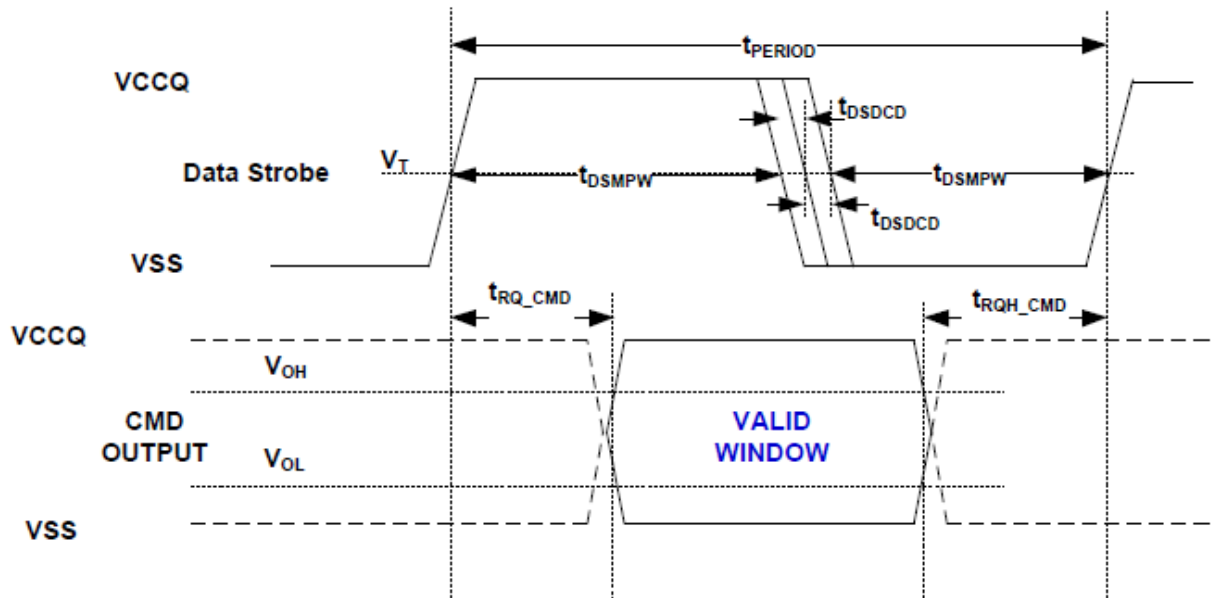 tPERIOD
VCCQ
tDSDCD
VT
Data Strobe
tDSMPW
tDSMPW
tDSDCD
VSS
tRQ_CMD
tRQH_CMD
VCCQ
VOH
CMD
OUTPUT
VALID
WINDOW
VOL
VSS